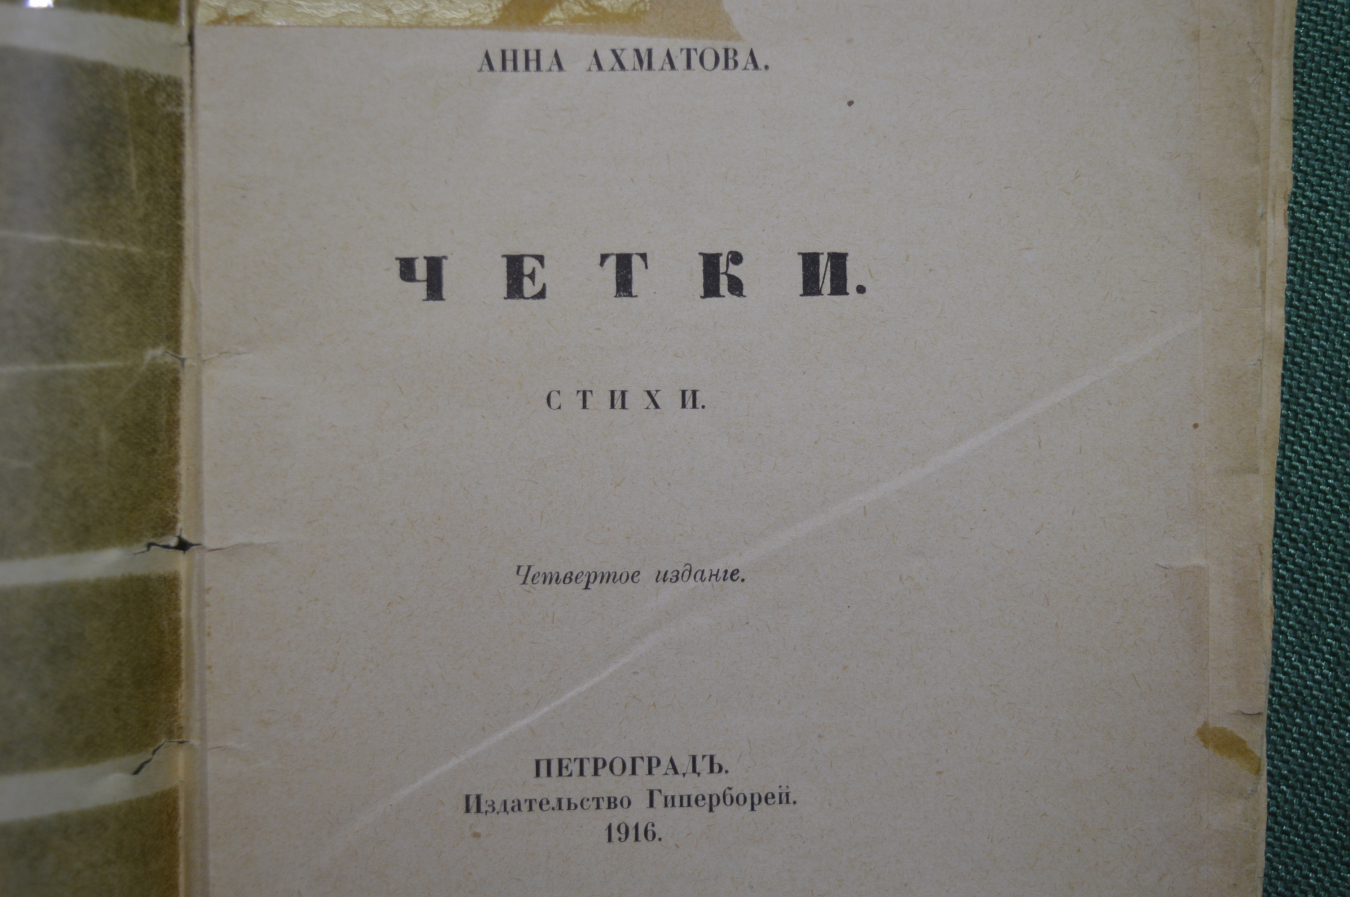 АННА АХМАТОВА.
ЧЕТКИ.
СТИХИ.
Четвертое изданіе.
ПЕТРОГРАДЪ.
Издательство Гиперборей.
1916.